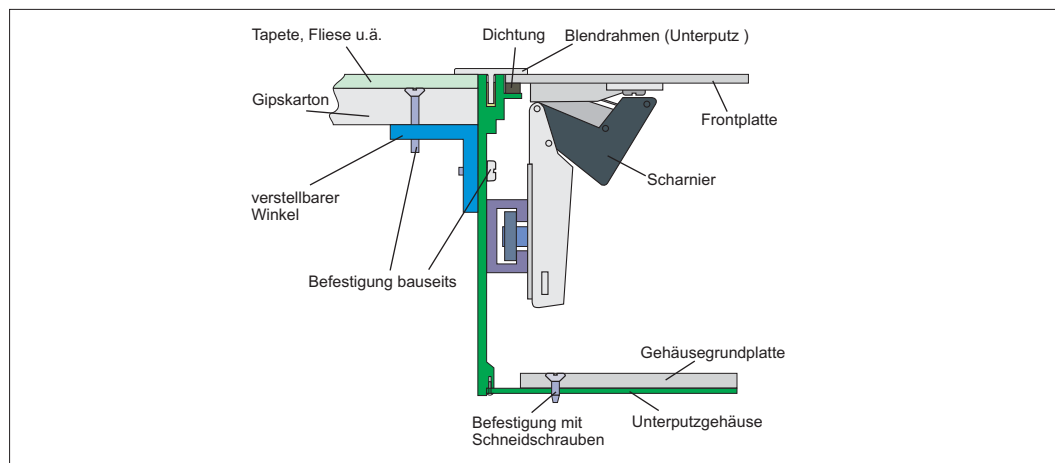 Tapete, Fliese u.ä.
Dichtung
Blendrahmen (Unterputz )
Gipskarton
Frontplatte
Scharnier
verstellbarer
Winkel
Befestigung bauseits
Gehäusegrundplatte
Befestigung mit
Schneidschrauben
Unterputzgehäuse